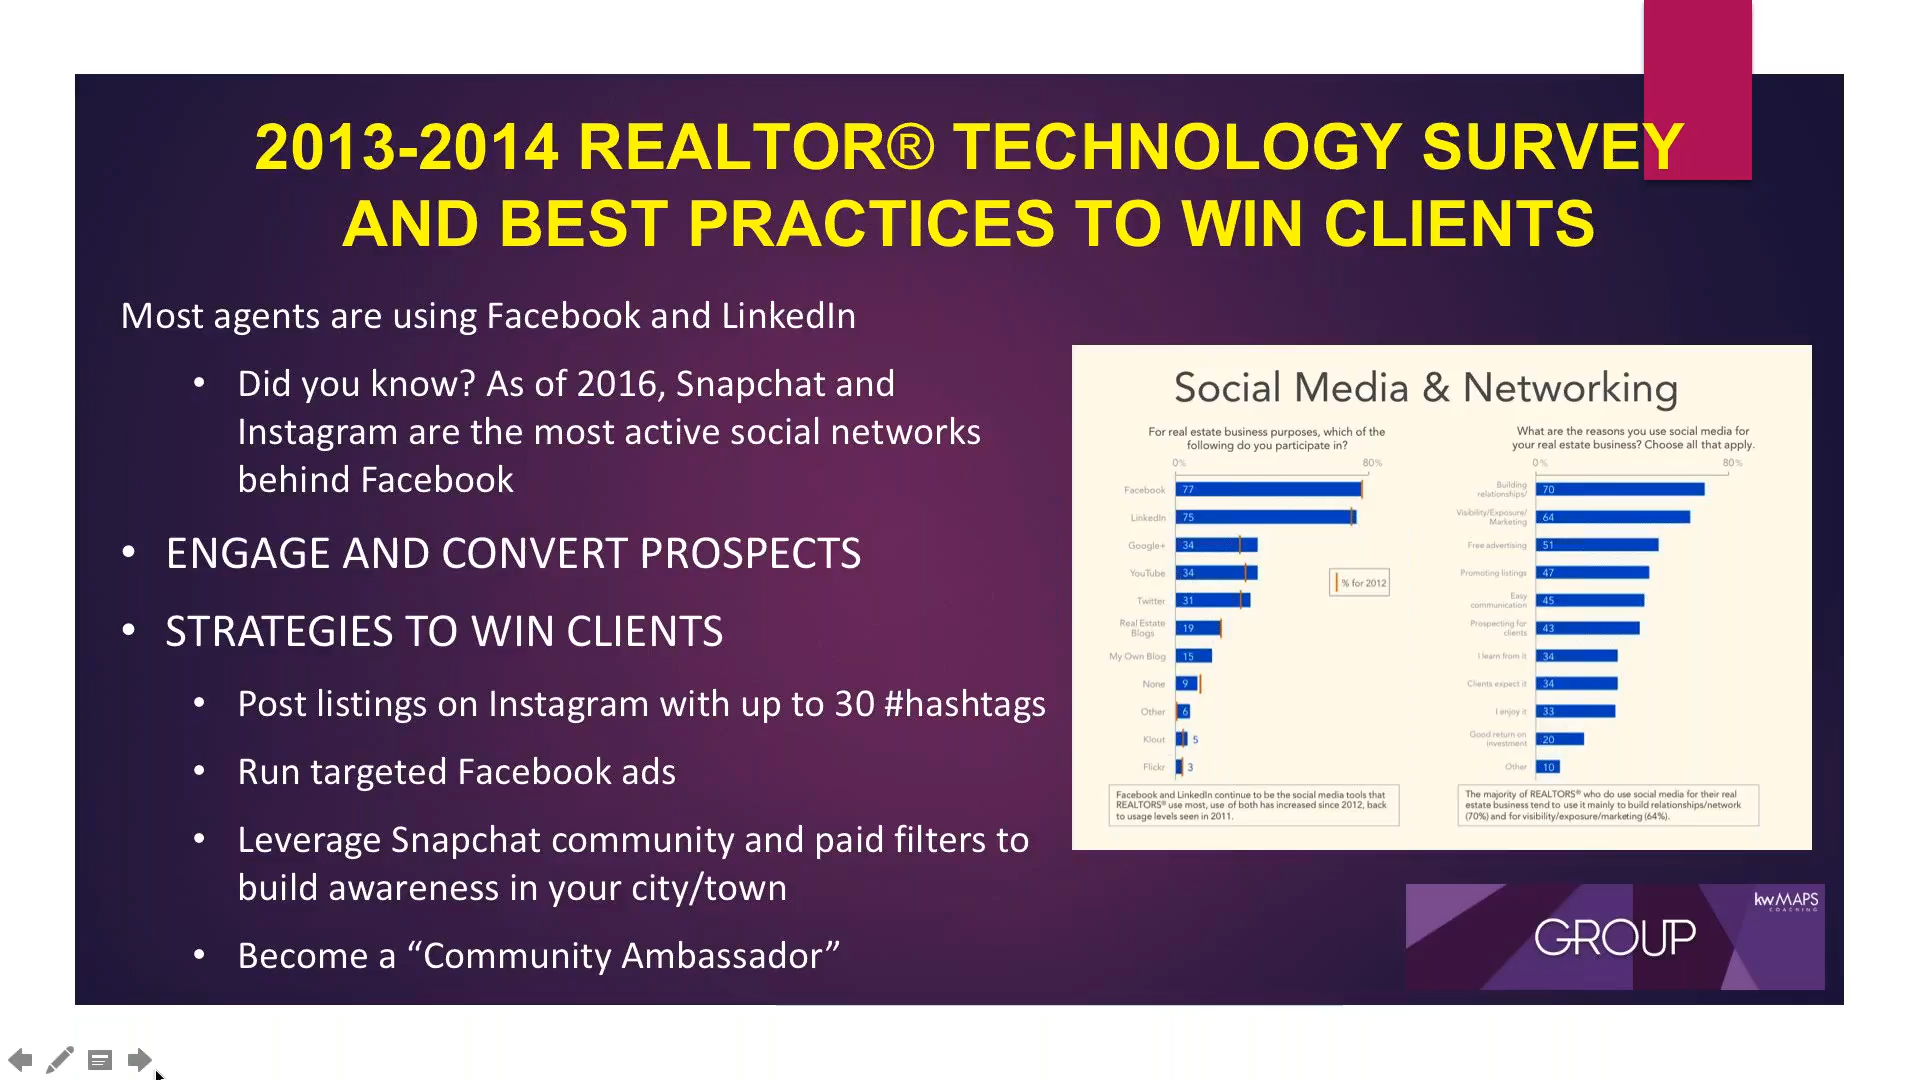 2013-2014 REALTOR® TECHNOLOGY SURVEY
AND BEST PRACTICES TO WIN CLIENTS
Most agents are using Facebook and LinkedIn
• Did you know? As of 2016, Snapchat and
Instagram are the most active social networks
behind Facebook
• ENGAGE AND CONVERT PROSPECTS
• STRATEGIES TO WIN CLIENTS
• Post listings on Instagram with up to 30 #hashtags
• Run targeted Facebook ads
• Leverage Snapchat community and paid filters to
build awareness in your city/town
• Become a “Community Ambassador”
Social Media & Networking
For real estate business purposes, which of the
following do you participate in?
0% 80%
Facebook 77
LinkedIn 75
Google+ 34
YouTube 34
Twitter 31
Real Estate
Blogs 19
My Own Blog 15
None 9
Other 6
Klout 5
Flickr 3
% for 2012
Facebook and LinkedIn continue to be the social media tools that
REALTORS® use most, use of both has increased since 2012, back
to usage levels seen in 2011.
What are the reasons you use social media for
your real estate business? Choose all that apply.
0% 80%
Building
relationships/ 70
Visibility/Exposure/
Marketing 64
Free advertising 51
Promoting listings 47
Easy
communication 45
Prospecting for
clients 43
I learn from it 34
Clients expect it 34
I enjoy it 33
Good return on
investment 20
Other 10
The majority of REALTORS® who do use social media for their real
estate business tend to use it mainly to build relationships/network
(70%) and for visibility/exposure/marketing (64%).
kwMAPS
COACHING
GROUP